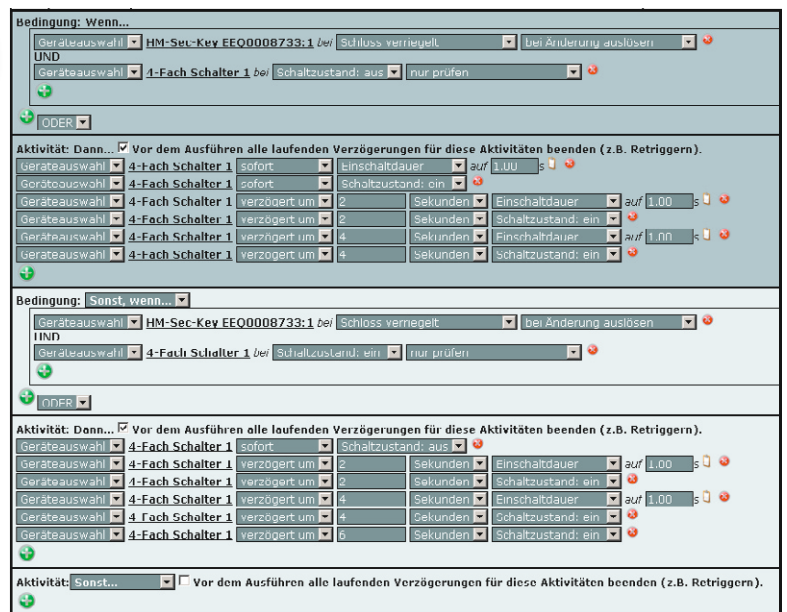 Bedingung: Wenn...
Geräteauswahl HM-Sec-Key EEQ0008733:1 bei Schloss verriegelt bei Änderung auslösen
UND
Geräteauswahl 4-Fach Schalter 1 bei Schaltzustand: aus nur prüfen
ODER
Aktivität: Dann... Vor dem Ausführen alle laufenden Verzögerungen für diese Aktivitäten beenden (z.B. Retriggern).
Geräteauswahl 4-Fach Schalter 1 sofort Einschaltdauer auf 1.00 s
Geräteauswahl 4-Fach Schalter 1 sofort Schaltzustand: ein
Geräteauswahl 4-Fach Schalter 1 verzögert um 2 Sekunden Einschaltdauer auf 1.00 s
Geräteauswahl 4-Fach Schalter 1 verzögert um 2 Sekunden Schaltzustand: ein
Geräteauswahl 4-Fach Schalter 1 verzögert um 4 Sekunden Einschaltdauer auf 1.00 s
Geräteauswahl 4-Fach Schalter 1 verzögert um 4 Sekunden Schaltzustand: ein
Bedingung: Sonst, wenn...
Geräteauswahl HM-Sec-Key EEQ0008733:1 bei Schloss verriegelt bei Änderung auslösen
UND
Geräteauswahl 4-Fach Schalter 1 bei Schaltzustand: ein nur prüfen
ODER
Aktivität: Dann... Vor dem Ausführen alle laufenden Verzögerungen für diese Aktivitäten beenden (z.B. Retriggern).
Geräteauswahl 4-Fach Schalter 1 sofort Schaltzustand: aus
Geräteauswahl 4-Fach Schalter 1 verzögert um 2 Sekunden Einschaltdauer auf 1.00 s
Geräteauswahl 4-Fach Schalter 1 verzögert um 2 Sekunden Schaltzustand: ein
Geräteauswahl 4-Fach Schalter 1 verzögert um 4 Sekunden Einschaltdauer auf 1.00 s
Geräteauswahl 4-Fach Schalter 1 verzögert um 4 Sekunden Schaltzustand: ein
Geräteauswahl 4-Fach Schalter 1 verzögert um 6 Sekunden Schaltzustand: ein
Aktivität: Sonst... Vor dem Ausführen alle laufenden Verzögerungen für diese Aktivitäten beenden (z.B. Retriggern).